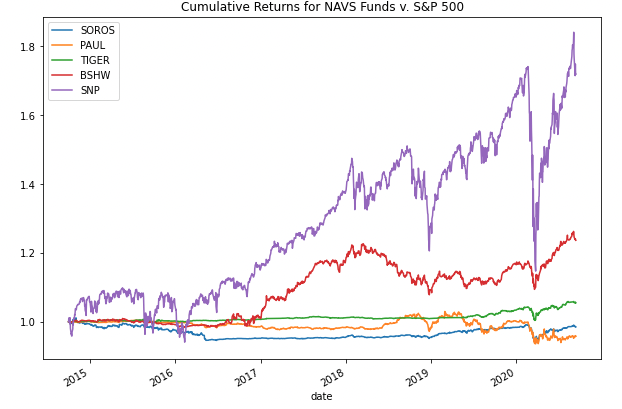 Cumulative Returns for NAVS Funds v. S&P 500
SOROS
PAUL
TIGER
BSHW
SNP
1.8
1.6
1.4
1.2
1.0
2015
2016
2017
2018
2019
2020
date